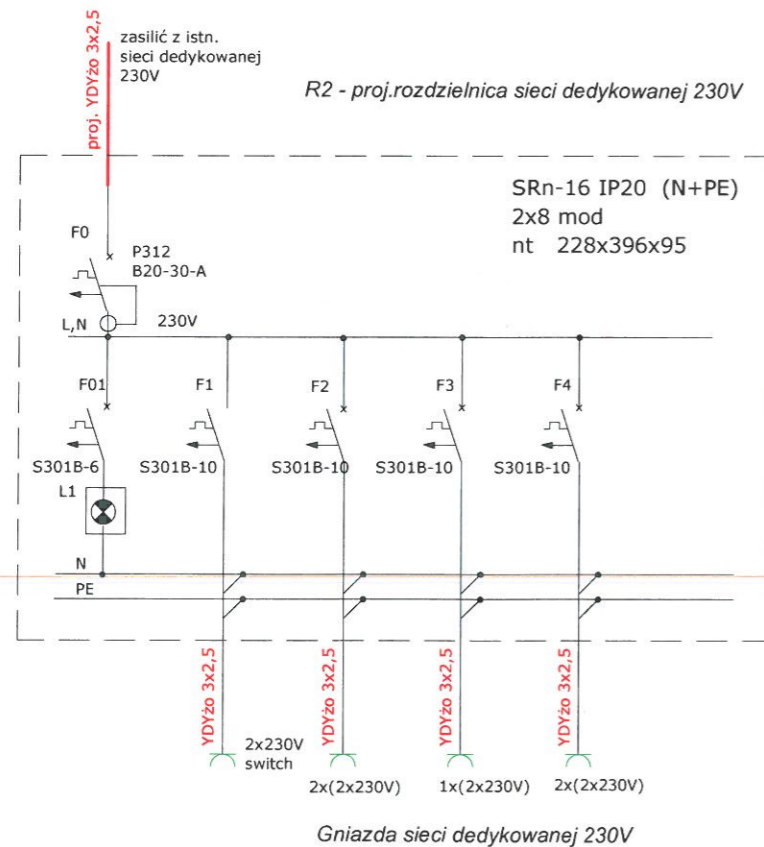 proj. YDYżo 3x2,5
zasilić z istn.
sieci dedykowanej
230V
R2 - proj.rozdzielnica sieci dedykowanej 230V
SRn-16 IP20 (N+PE)
2x8 mod
nt 228x396x95
F0
P312
B20-30-A
L,N
230V
F01
F1
F2
F3
F4
S301B-6
S301B-10
S301B-10
S301B-10
S301B-10
L1
N
PE
YDYżo 3x2,5
YDYżo 3x2,5
YDYżo 3x2,5
YDYżo 3x2,5
2x230V
switch
2x(2x230V)
1x(2x230V)
2x(2x230V)
Gniazda sieci dedykowanej 230V